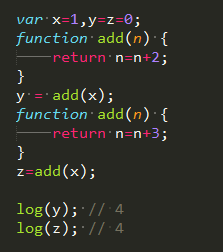 var x=1,y=z=0;
function add(n) {
    return n=n+2;
}
y = add(x);
function add(n) {
    return n=n+3;
}
z=add(x);

log(y); // 4
log(z); // 4